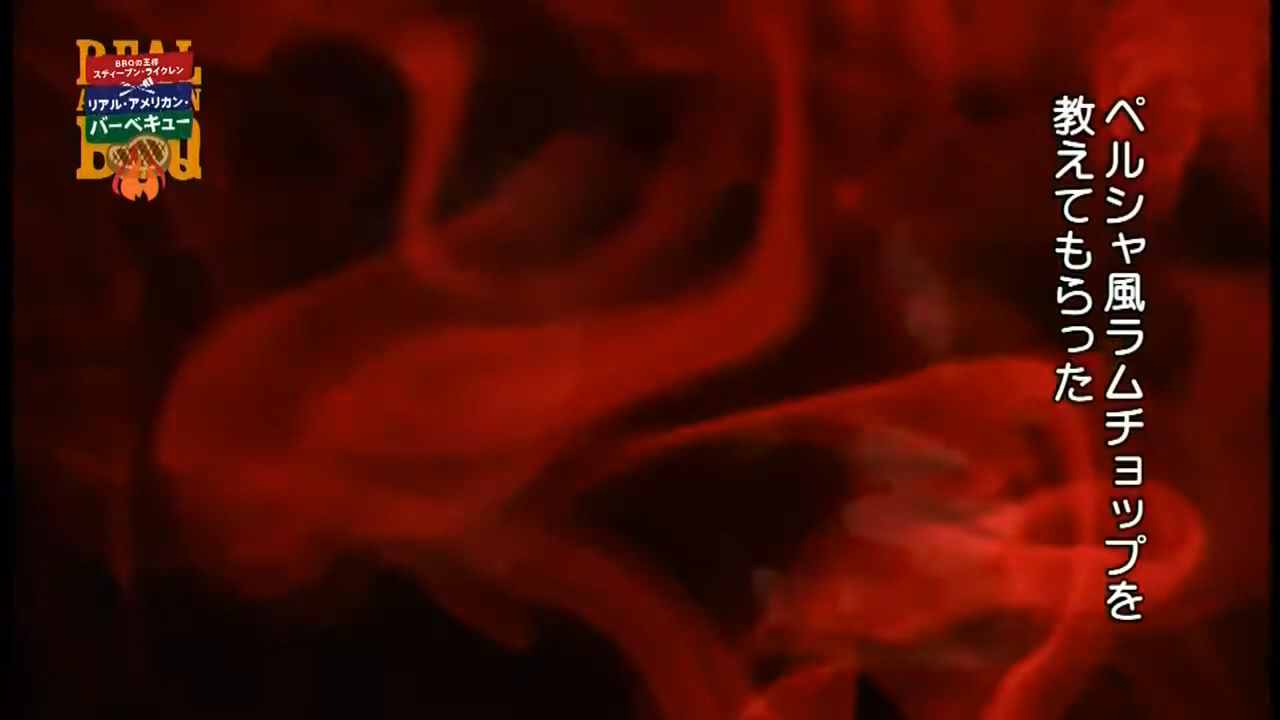 REAL
BBQの王様
スティーブン・ライクレン
リアル・アメリカン・
バーベキュー
BBQ
ペルシャ風ラムチョップを
教えてもらった